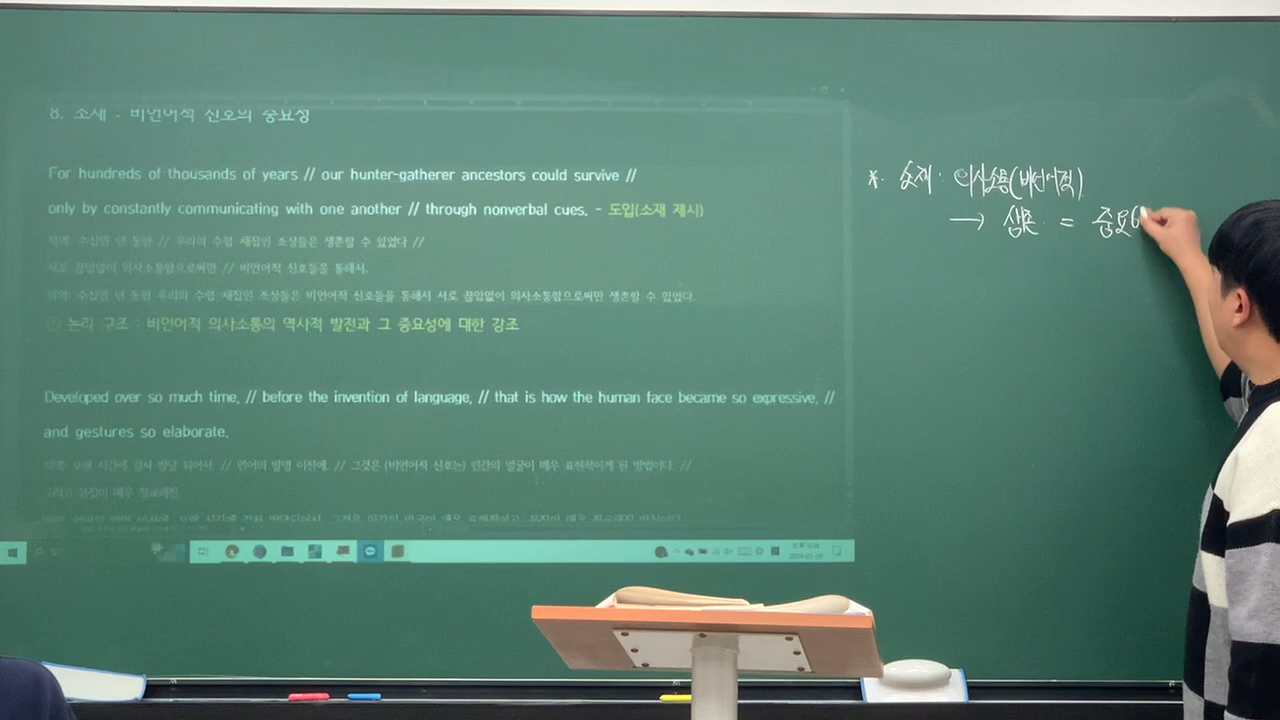 8. 소재 : 비언어적 신호의 중요성
For hundreds of thousands of years // our hunter-gatherer ancestors could survive //
only by constantly communicating with one another // through nonverbal cues. - 도입(소재 제시)
직역: 수십만 년 동안 // 우리의 수렵 채집인 조상들은 생존할 수 있었다 //
서로 끊임없이 의사소통함으로써만 // 비언어적 신호들을 통해서.
의역: 수십만 년 동안 우리의 수렵 채집인 조상들은 비언어적 신호들을 통해서 서로 끊임없이 의사소통함으로써만 생존할 수 있었다.
① 논리 구조 : 비언어적 의사소통의 역사적 발전과 그 중요성에 대한 강조
Developed over so much time, // before the invention of language, // that is how the human face became so expressive, //
and gestures so elaborate.
직역: 오랜 시간에 걸쳐 발달 되어서 // 언어의 발명 이전에, // 그것은 (비언어적 신호는) 인간의 얼굴이 매우 표현적이게 된 방법이다. //
그리고 몸짓이 매우 정교해진
*. 소재: 의사소통(비언어적)
→ 생존 = 중요